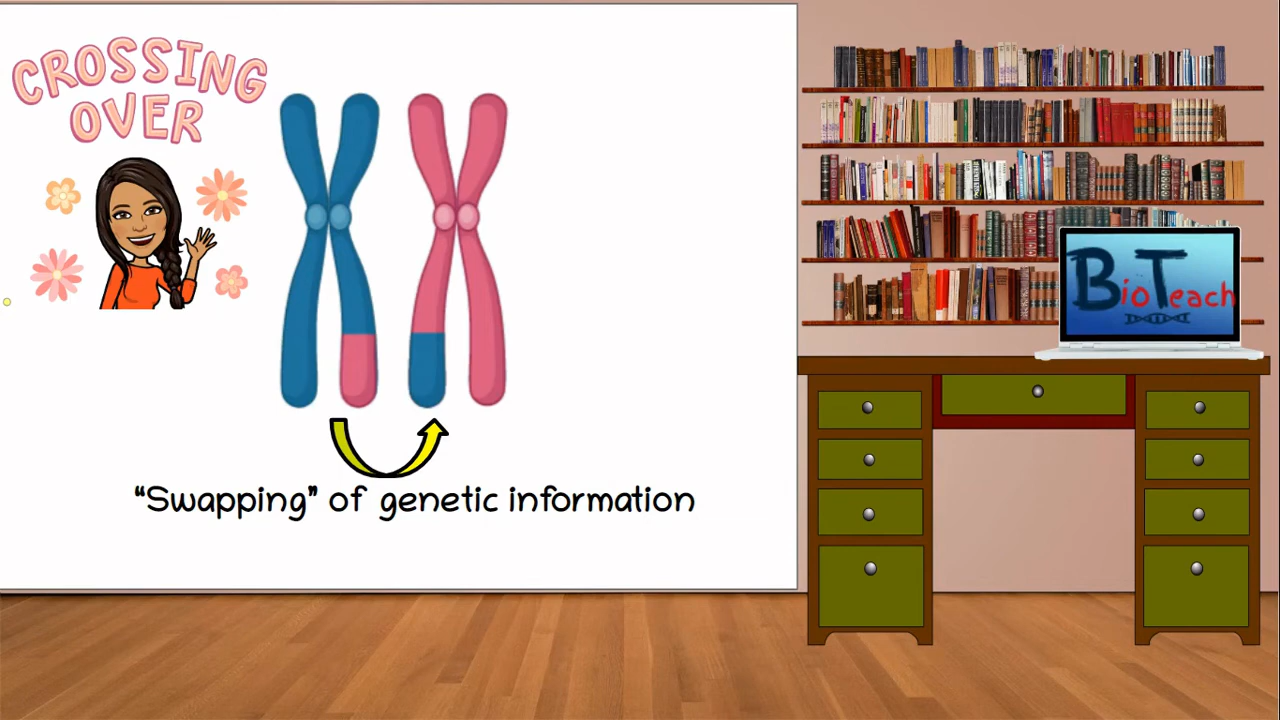 CROSSING
OVER
BioTeach
“Swapping” of genetic information